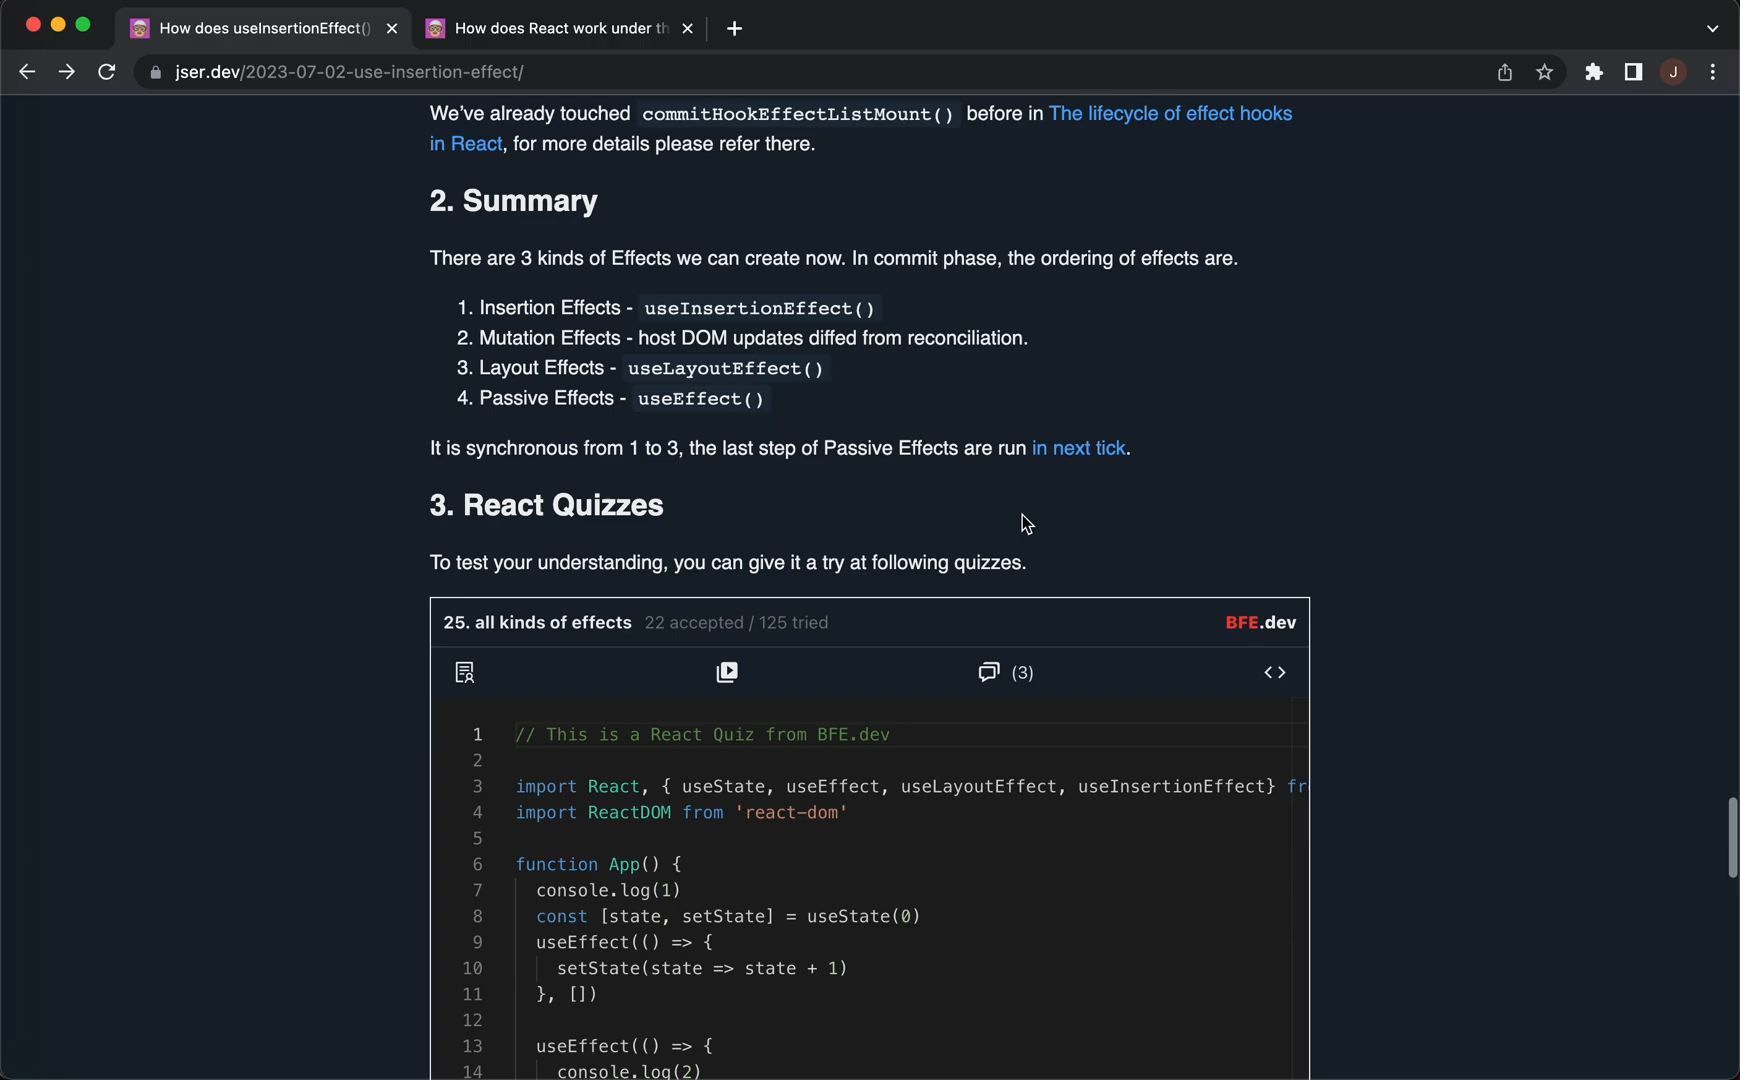 How does useInsertionEffect()
How does React work under th
jser.dev/2023-07-02-use-insertion-effect/
J
We've already touched commitHookEffectListMount() before in The lifecycle of effect hooks
in React, for more details please refer there.
2. Summary
There are 3 kinds of Effects we can create now. In commit phase, the ordering of effects are.
1. Insertion Effects - useInsertionEffect()
2. Mutation Effects - host DOM updates diffed from reconciliation.
3. Layout Effects - useLayoutEffect()
4. Passive Effects - useEffect()
It is synchronous from 1 to 3, the last step of Passive Effects are run in next tick.
3. React Quizzes
To test your understanding, you can give it a try at following quizzes.
25. all kinds of effects 22 accepted / 125 tried BFE.dev
(3)
1 // This is a React Quiz from BFE.dev
2
3 import React, { useState, useEffect, useLayoutEffect, useInsertionEffect} fr
4 import ReactDOM from 'react-dom'
5
6 function App() {
7 console.log(1)
8 const [state, setState] = useState(0)
9 useEffect(() => {
10 setState(state => state + 1)
11 }, [])
12
13 useEffect(() => {
14 console.log(2)